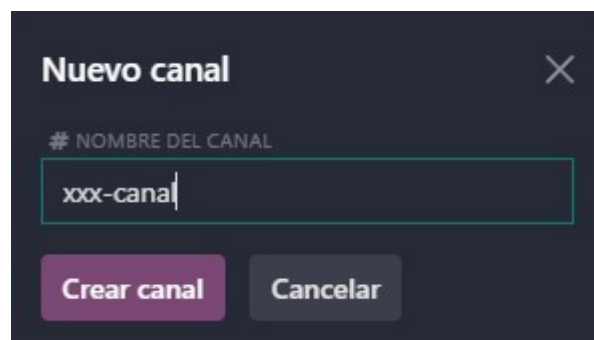 Nuevo canal
# NOMBRE DEL CANAL
xxx-canal
Crear canal
Cancelar